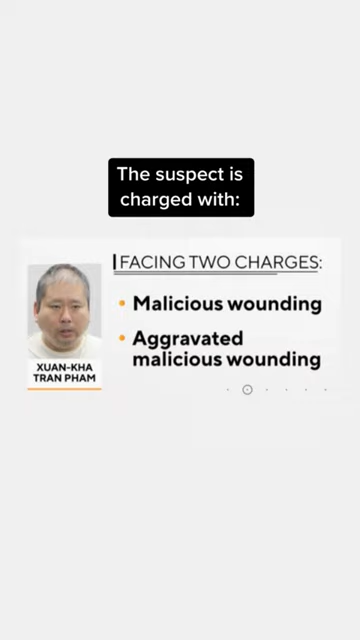 The suspect is
charged with:
FACING TWO CHARGES:
• Malicious wounding
• Aggravated
malicious wounding
XUAN-KHA
TRAN PHAM